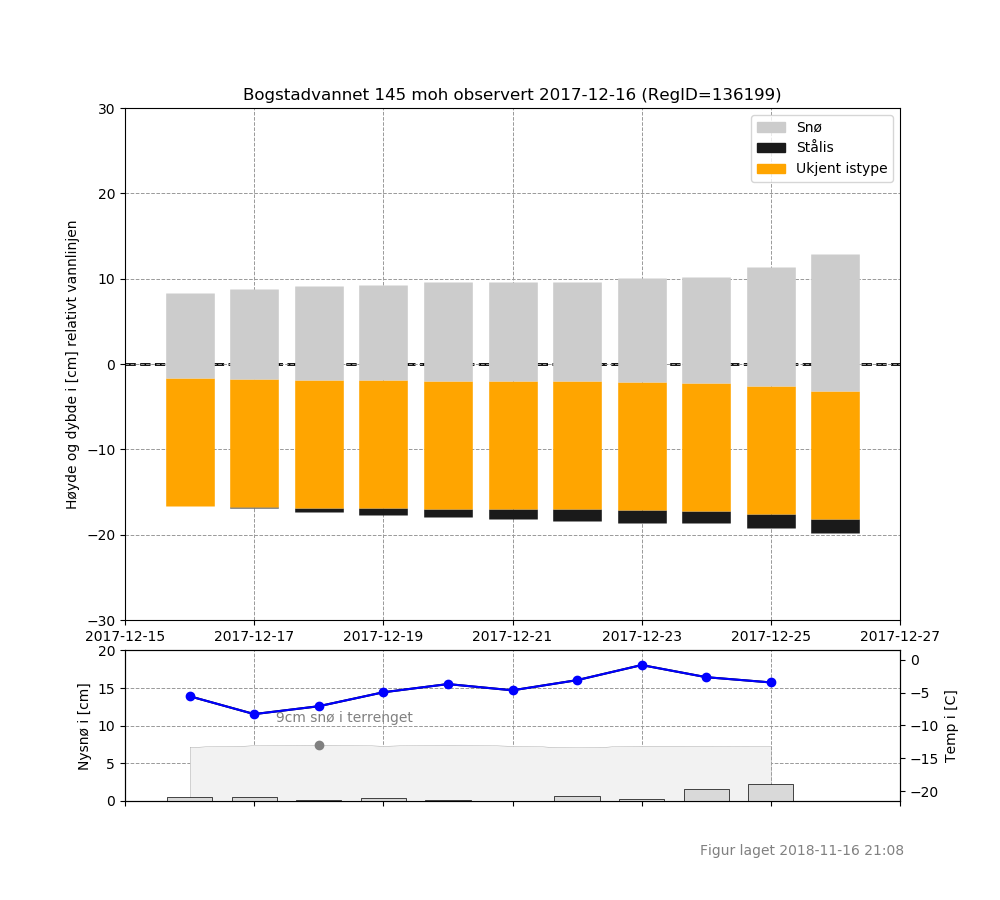 Bogstadvannet 145 moh observert 2017-12-16 (RegID=136199)
Snø
Stålis
Ukjent istype
Høyde og dybde i [cm] relativt vannlinjen
30
20
10
0
−10
−20
−30
2017-12-15 2017-12-17 2017-12-19 2017-12-21 2017-12-23 2017-12-25 2017-12-27
Nysnø i [cm]
20
15
10
5
0
9cm snø i terrenget
0
−5
−10
−15
−20
Temp i [C]
Figur laget 2018-11-16 21:08